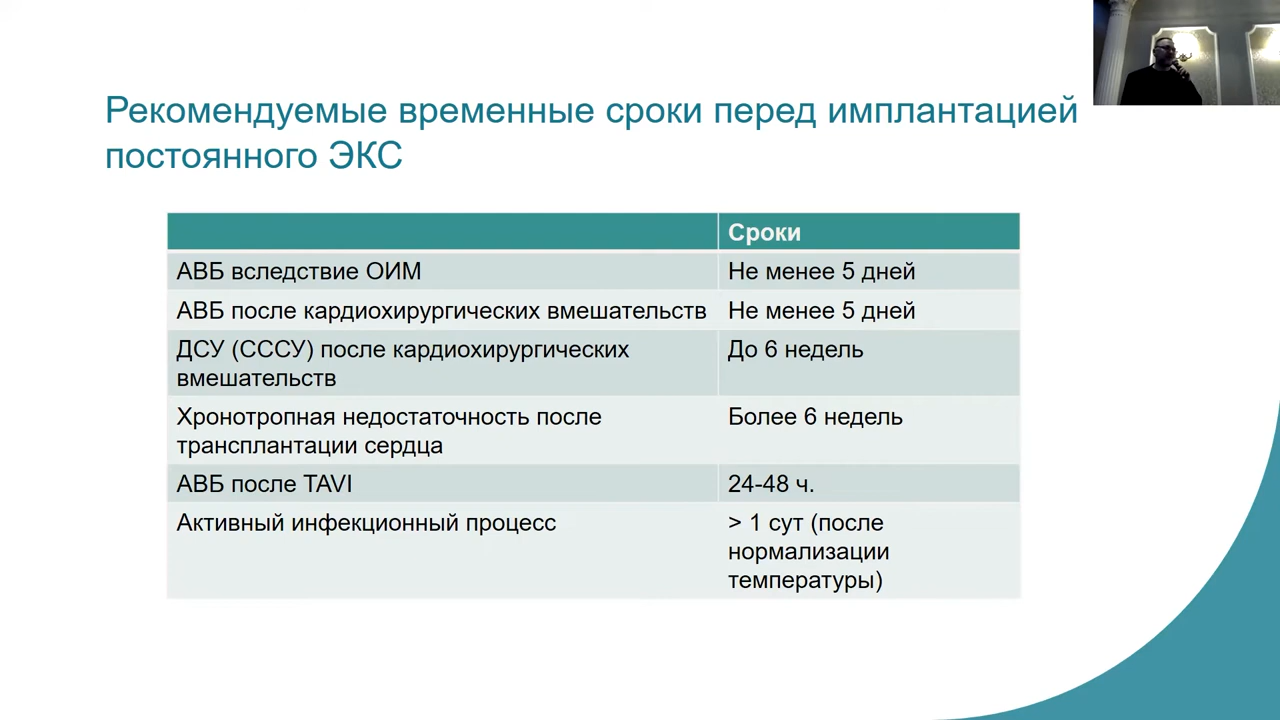 Рекомендуемые временные сроки перед имплантацией
постоянного ЭКС
Сроки
АВБ вследствие ОИМ
Не менее 5 дней
АВБ после кардиохирургических вмешательств
Не менее 5 дней
ДСУ (СССУ) после кардиохирургических
вмешательств
До 6 недель
Хронотропная недостаточность после
трансплантации сердца
Более 6 недель
АВБ после TAVI
24-48 ч.
Активный инфекционный процесс
> 1 сут (после
нормализации
температуры)